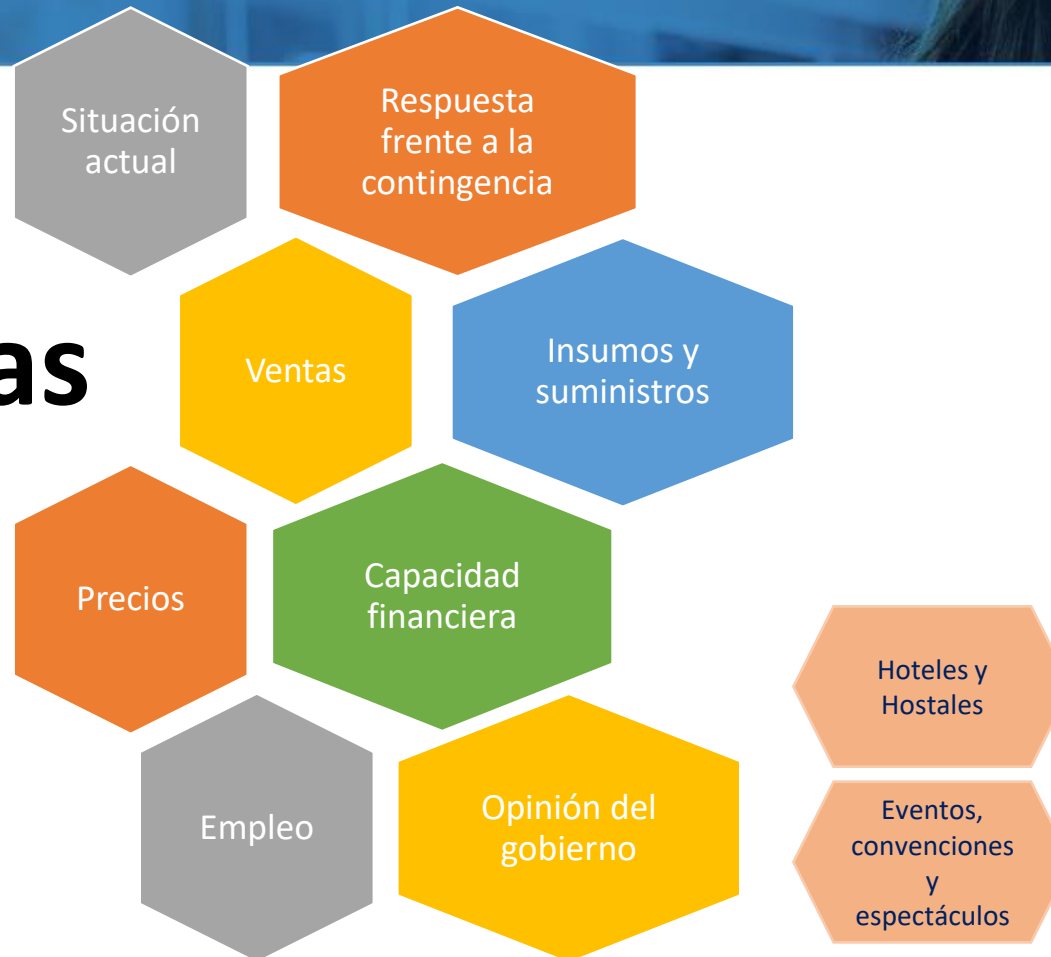 Situación
actual
Respuesta
frente a la
contingencia
Ventas
Insumos y
suministros
Precios
Capacidad
financiera
Empleo
Opinión del
gobierno
Hoteles y
Hostales
Eventos,
convenciones
y
espectáculos